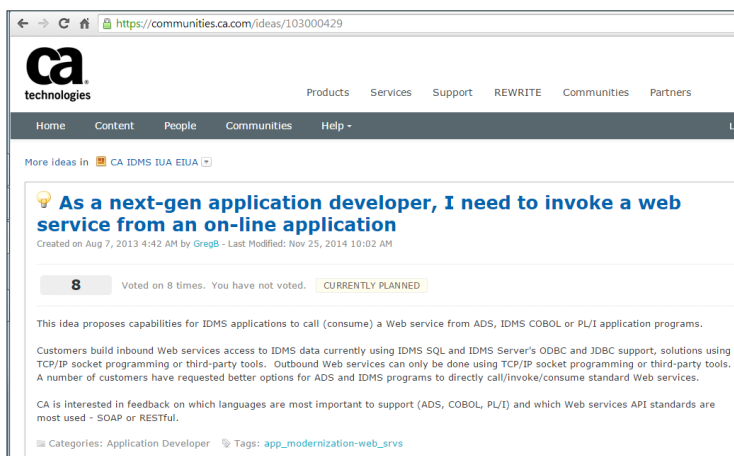 https://communities.ca.com/ideas/103000429
ca
technologies
Products Services Support REWRITE Communities Partners
Home Content People Communities Help
More ideas in CA IDMS IUA EIUA
As a next-gen application developer, I need to invoke a web
service from an on-line application
Created on Aug 7, 2013 4:42 AM by GregB - Last Modified: Nov 25, 2014 10:02 AM
8 Voted on 8 times. You have not voted. CURRENTLY PLANNED
This idea proposes capabilities for IDMS applications to call (consume) a Web service from ADS, IDMS COBOL or PL/I application programs.
Customers build inbound Web services access to IDMS data currently using IDMS SQL and IDMS Server's ODBC and JDBC support, solutions using
TCP/IP socket programming or third-party tools. Outbound Web services can only be done using TCP/IP socket programming or third-party tools.
A number of customers have requested better options for ADS and IDMS programs to directly call/invoke/consume standard Web services.
CA is interested in feedback on which languages are most important to support (ADS, COBOL, PL/I) and which Web services API standards are
most used - SOAP or RESTful.
Categories: Application Developer Tags: app_modernization-web_srvs